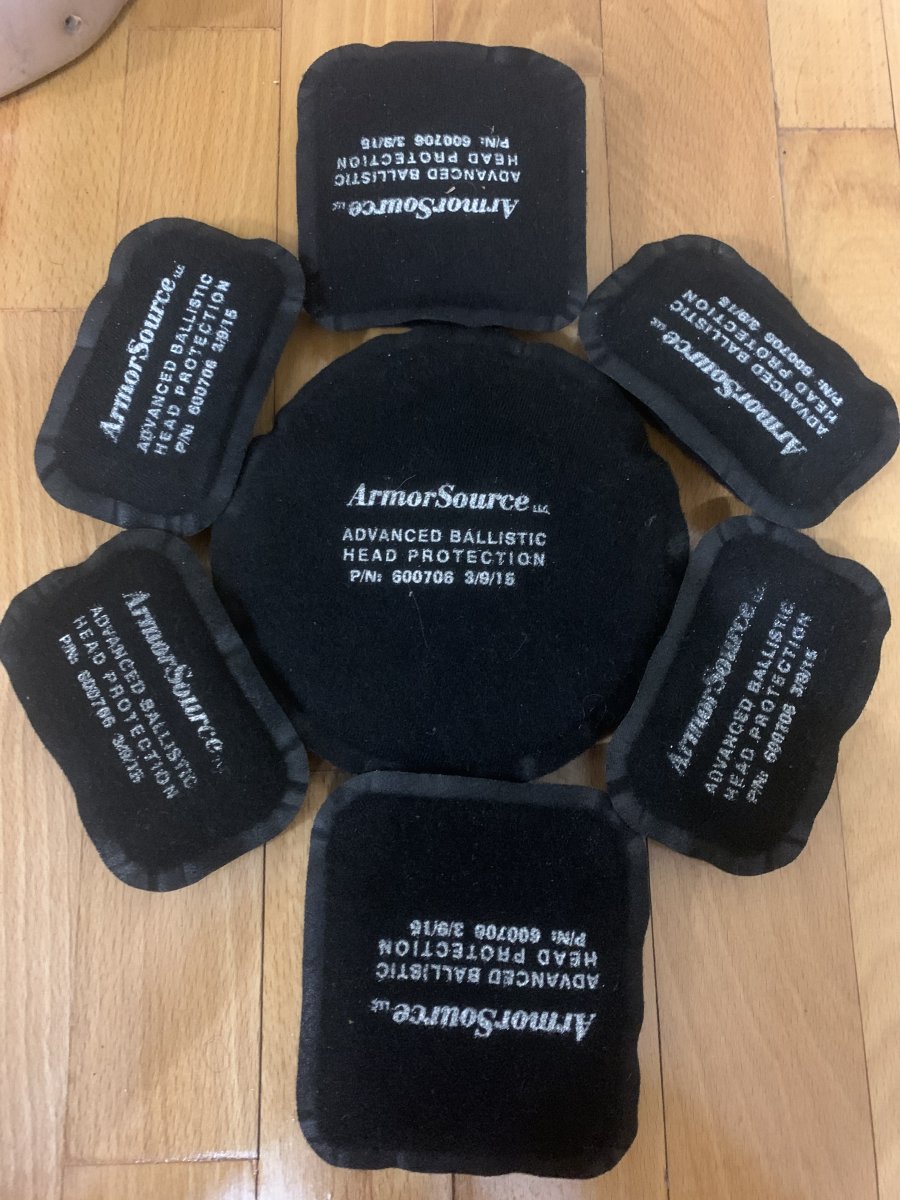 ArmorSource LLC
ADVANCED BALLISTIC
HEAD PROTECTION
P/N: 600706 3/9/15
ArmorSource LLC
ADVANCED BALLISTIC
HEAD PROTECTION
P/N: 600706 3/9/15
ArmorSource LLC
ADVANCED BALLISTIC
HEAD PROTECTION
P/N: 600706 3/9/15
ArmorSource LLC
ADVANCED BALLISTIC
HEAD PROTECTION
P/N: 600706 3/9/15
ArmorSource LLC
ADVANCED BALLISTIC
HEAD PROTECTION
P/N: 600706 3/9/15
ArmorSource LLC
ADVANCED BALLISTIC
HEAD PROTECTION
P/N: 600706 3/9/15
ArmorSource LLC
ADVANCED BALLISTIC
HEAD PROTECTION
P/N: 600706 3/9/15